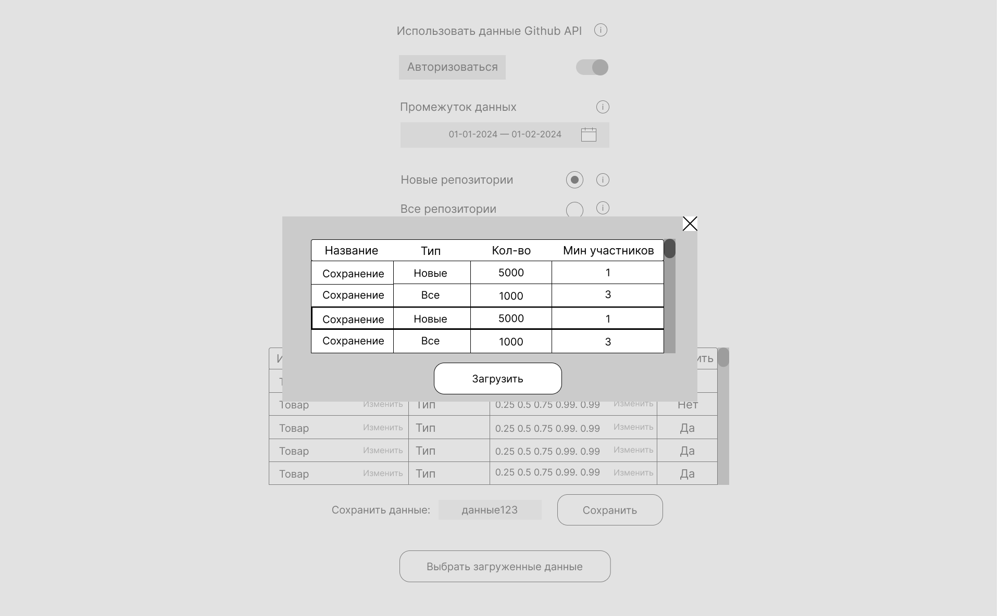 Использовать данные Github API i
Авторизоваться
Промежуток данных i
01-01-2024 — 01-02-2024
Новые репозитории i
Все репозитории i
Название Тип Кол-во Мин участников
Сохранение Новые 5000 1
Сохранение Все 1000 3
Сохранение Новые 5000 1
Сохранение Все 1000 3
Загрузить
Товар Изменить Тип 0.25 0.5 0.75 0.99. 0.99 Изменить Нет
Товар Изменить Тип 0.25 0.5 0.75 0.99. 0.99 Изменить Да
Товар Изменить Тип 0.25 0.5 0.75 0.99. 0.99 Изменить Да
Товар Изменить Тип 0.25 0.5 0.75 0.99. 0.99 Изменить Да
Сохранить данные: данные123 Сохранить
Выбрать загруженные данные